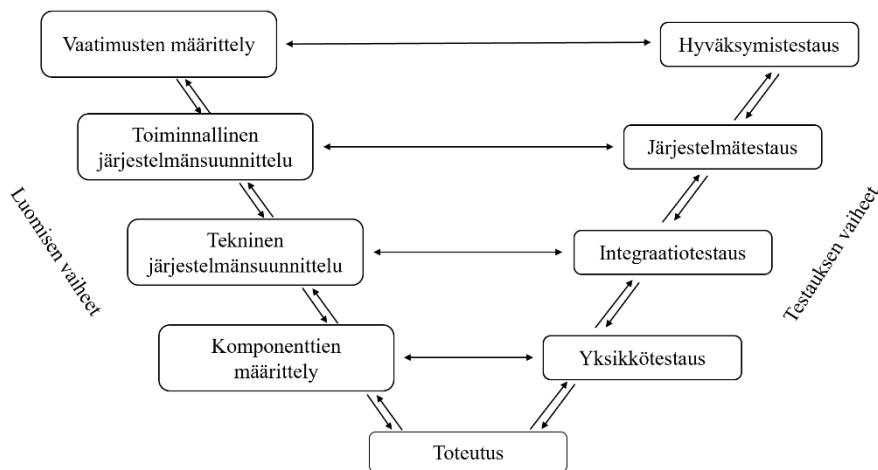 Vaatimusten määrittely
Hyväksymistestaus
Toiminnallinen
järjestelmänsuunnittelu
Järjestelmätestaus
Luomisen vaiheet
Testauksen vaiheet
Tekninen
järjestelmänsuunnittelu
Integraatiotestaus
Komponenttien
määrittely
Yksikkötestaus
Toteutus